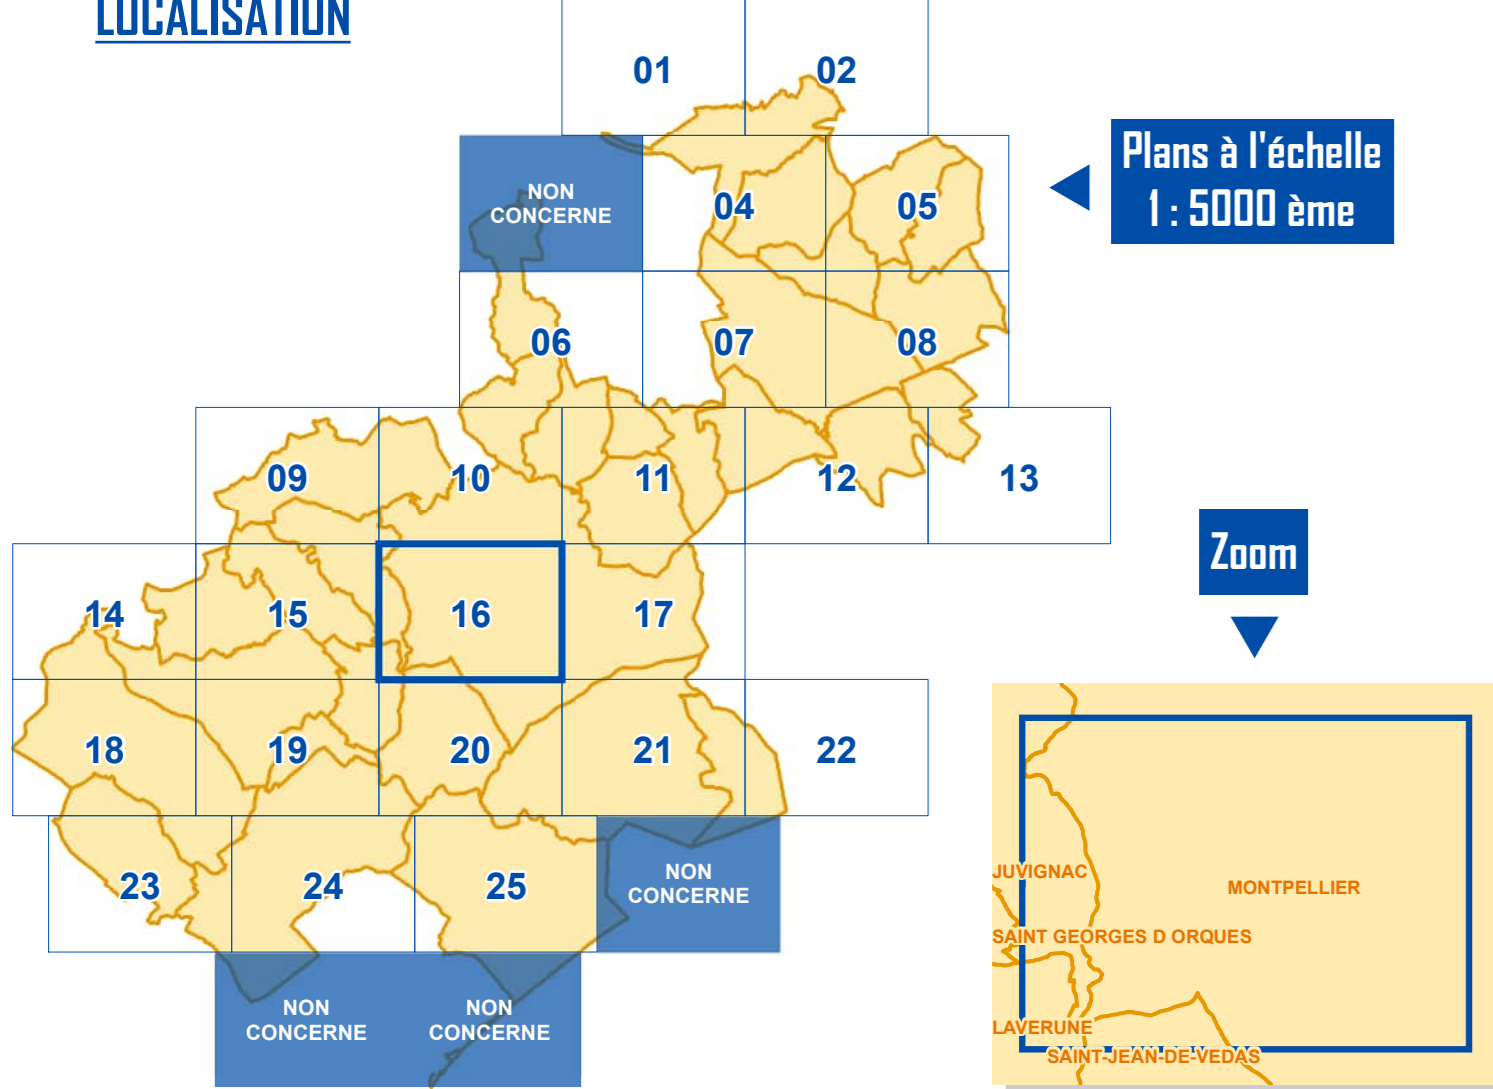 LOCALISATION
01
02
Plans à l'échelle
1 : 5000 ème
NON
CONCERNE
04
05
06
07
08
09
10
11
12
13
Zoom
14
15
16
17
18
19
20
21
22
JUVIGNAC
MONTPELLIER
SAINT GEORGES D ORQUES
LAVERUNE
SAINT-JEAN-DE-VEDAS
23
24
25
NON
CONCERNE
NON
CONCERNE
NON
CONCERNE